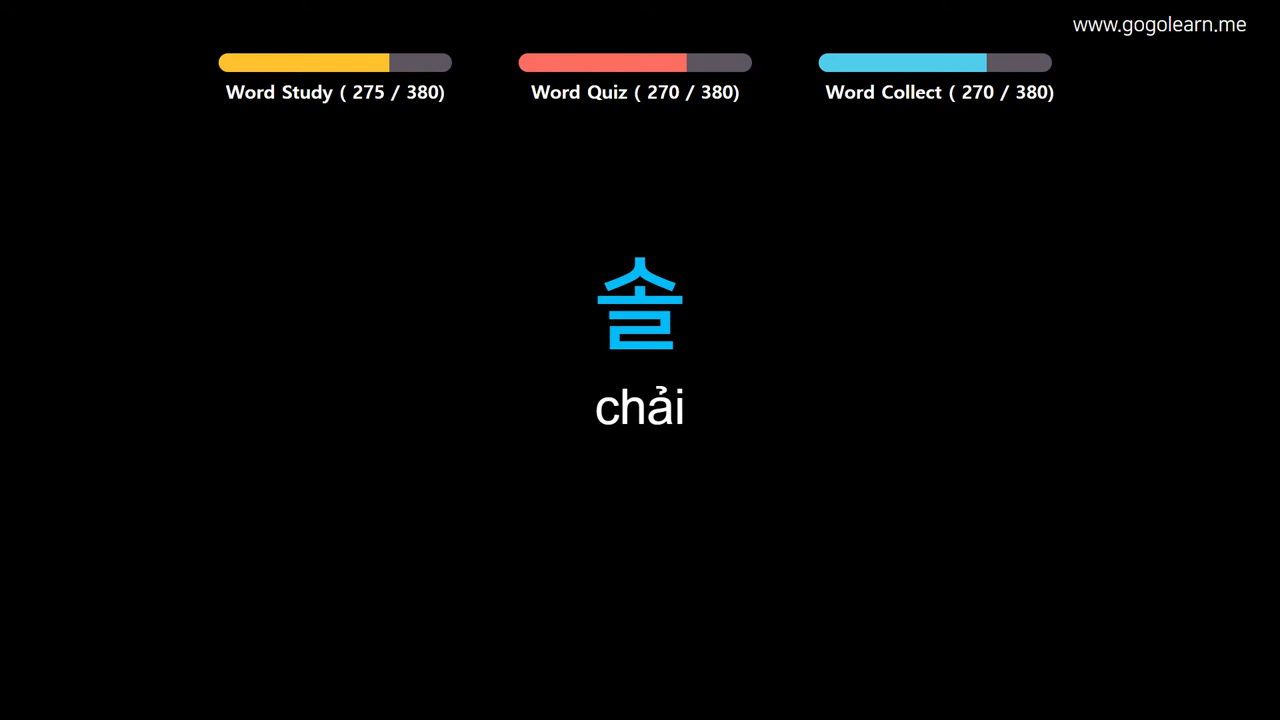 www.gogolearn.me
Word Study ( 275 / 380)
Word Quiz ( 270 / 380)
Word Collect ( 270 / 380)
솔
chải